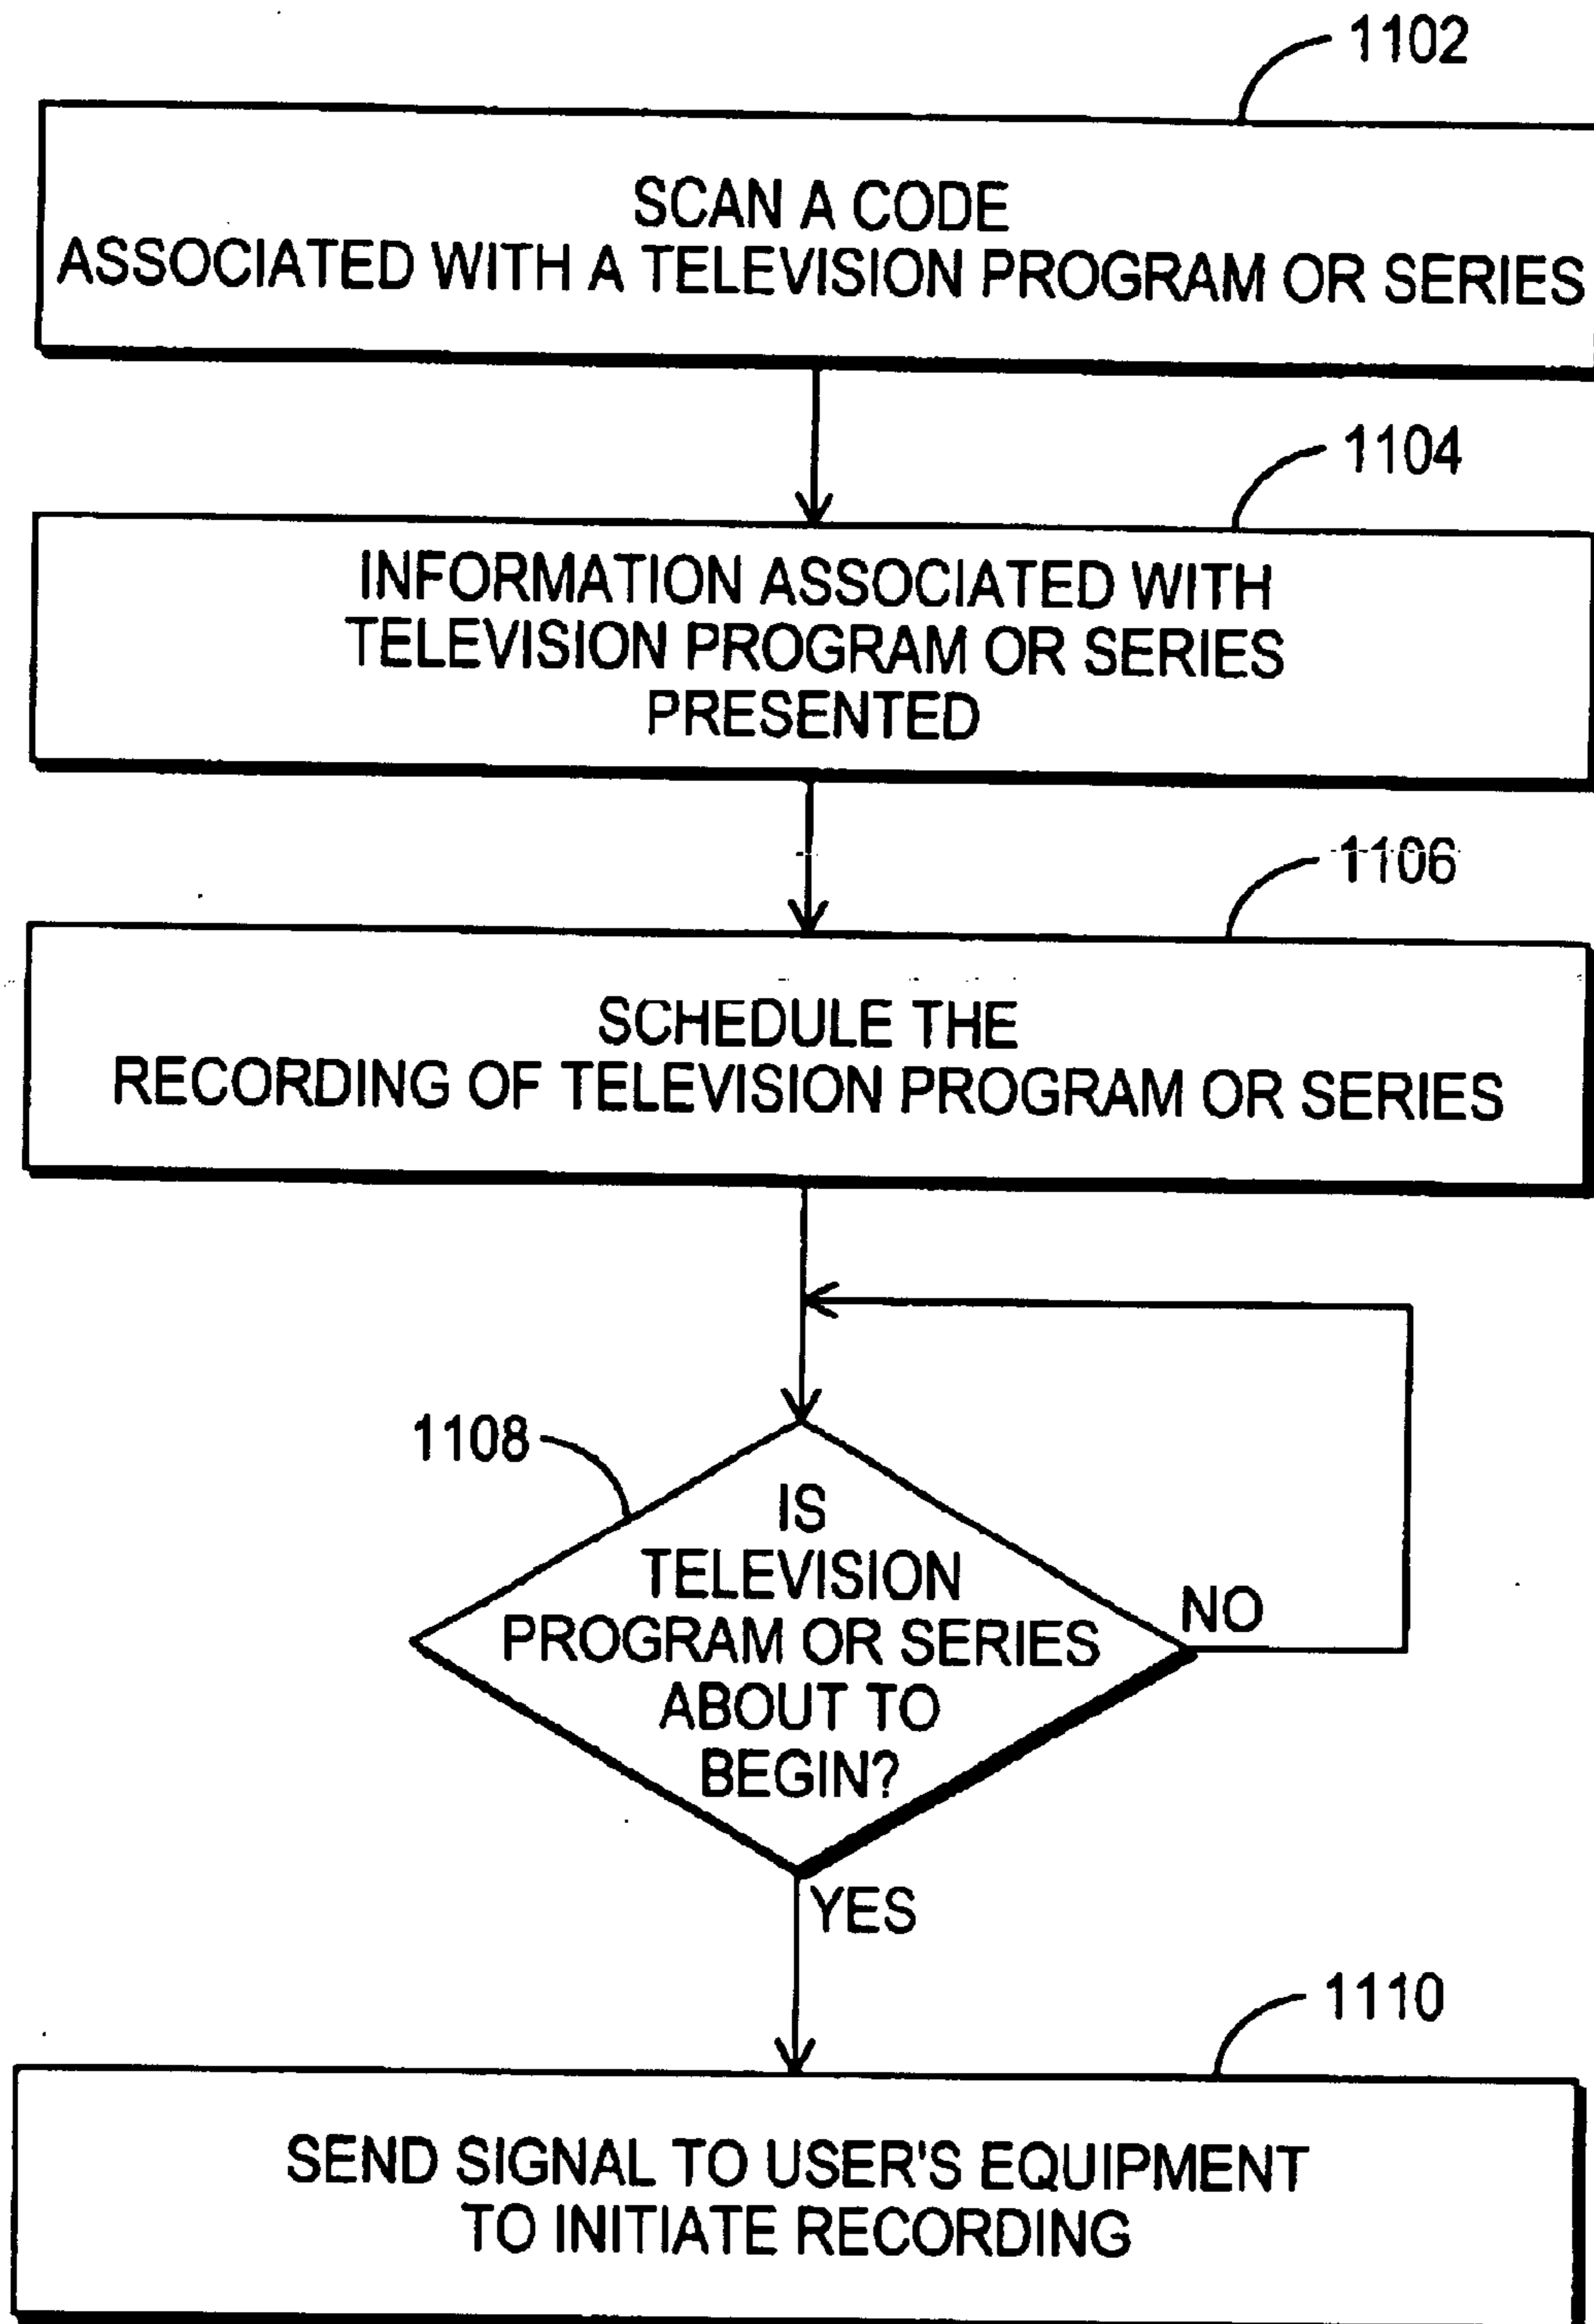 1102
SCAN A CODE
ASSOCIATED WITH A TELEVISION PROGRAM OR SERIES
1104
INFORMATION ASSOCIATED WITH
TELEVISION PROGRAM OR SERIES
PRESENTED
1106
SCHEDULE THE
RECORDING OF TELEVISION PROGRAM OR SERIES
1108
IS
TELEVISION
PROGRAM OR SERIES
ABOUT TO
BEGIN?
NO
YES
1110
SEND SIGNAL TO USER'S EQUIPMENT
TO INITIATE RECORDING